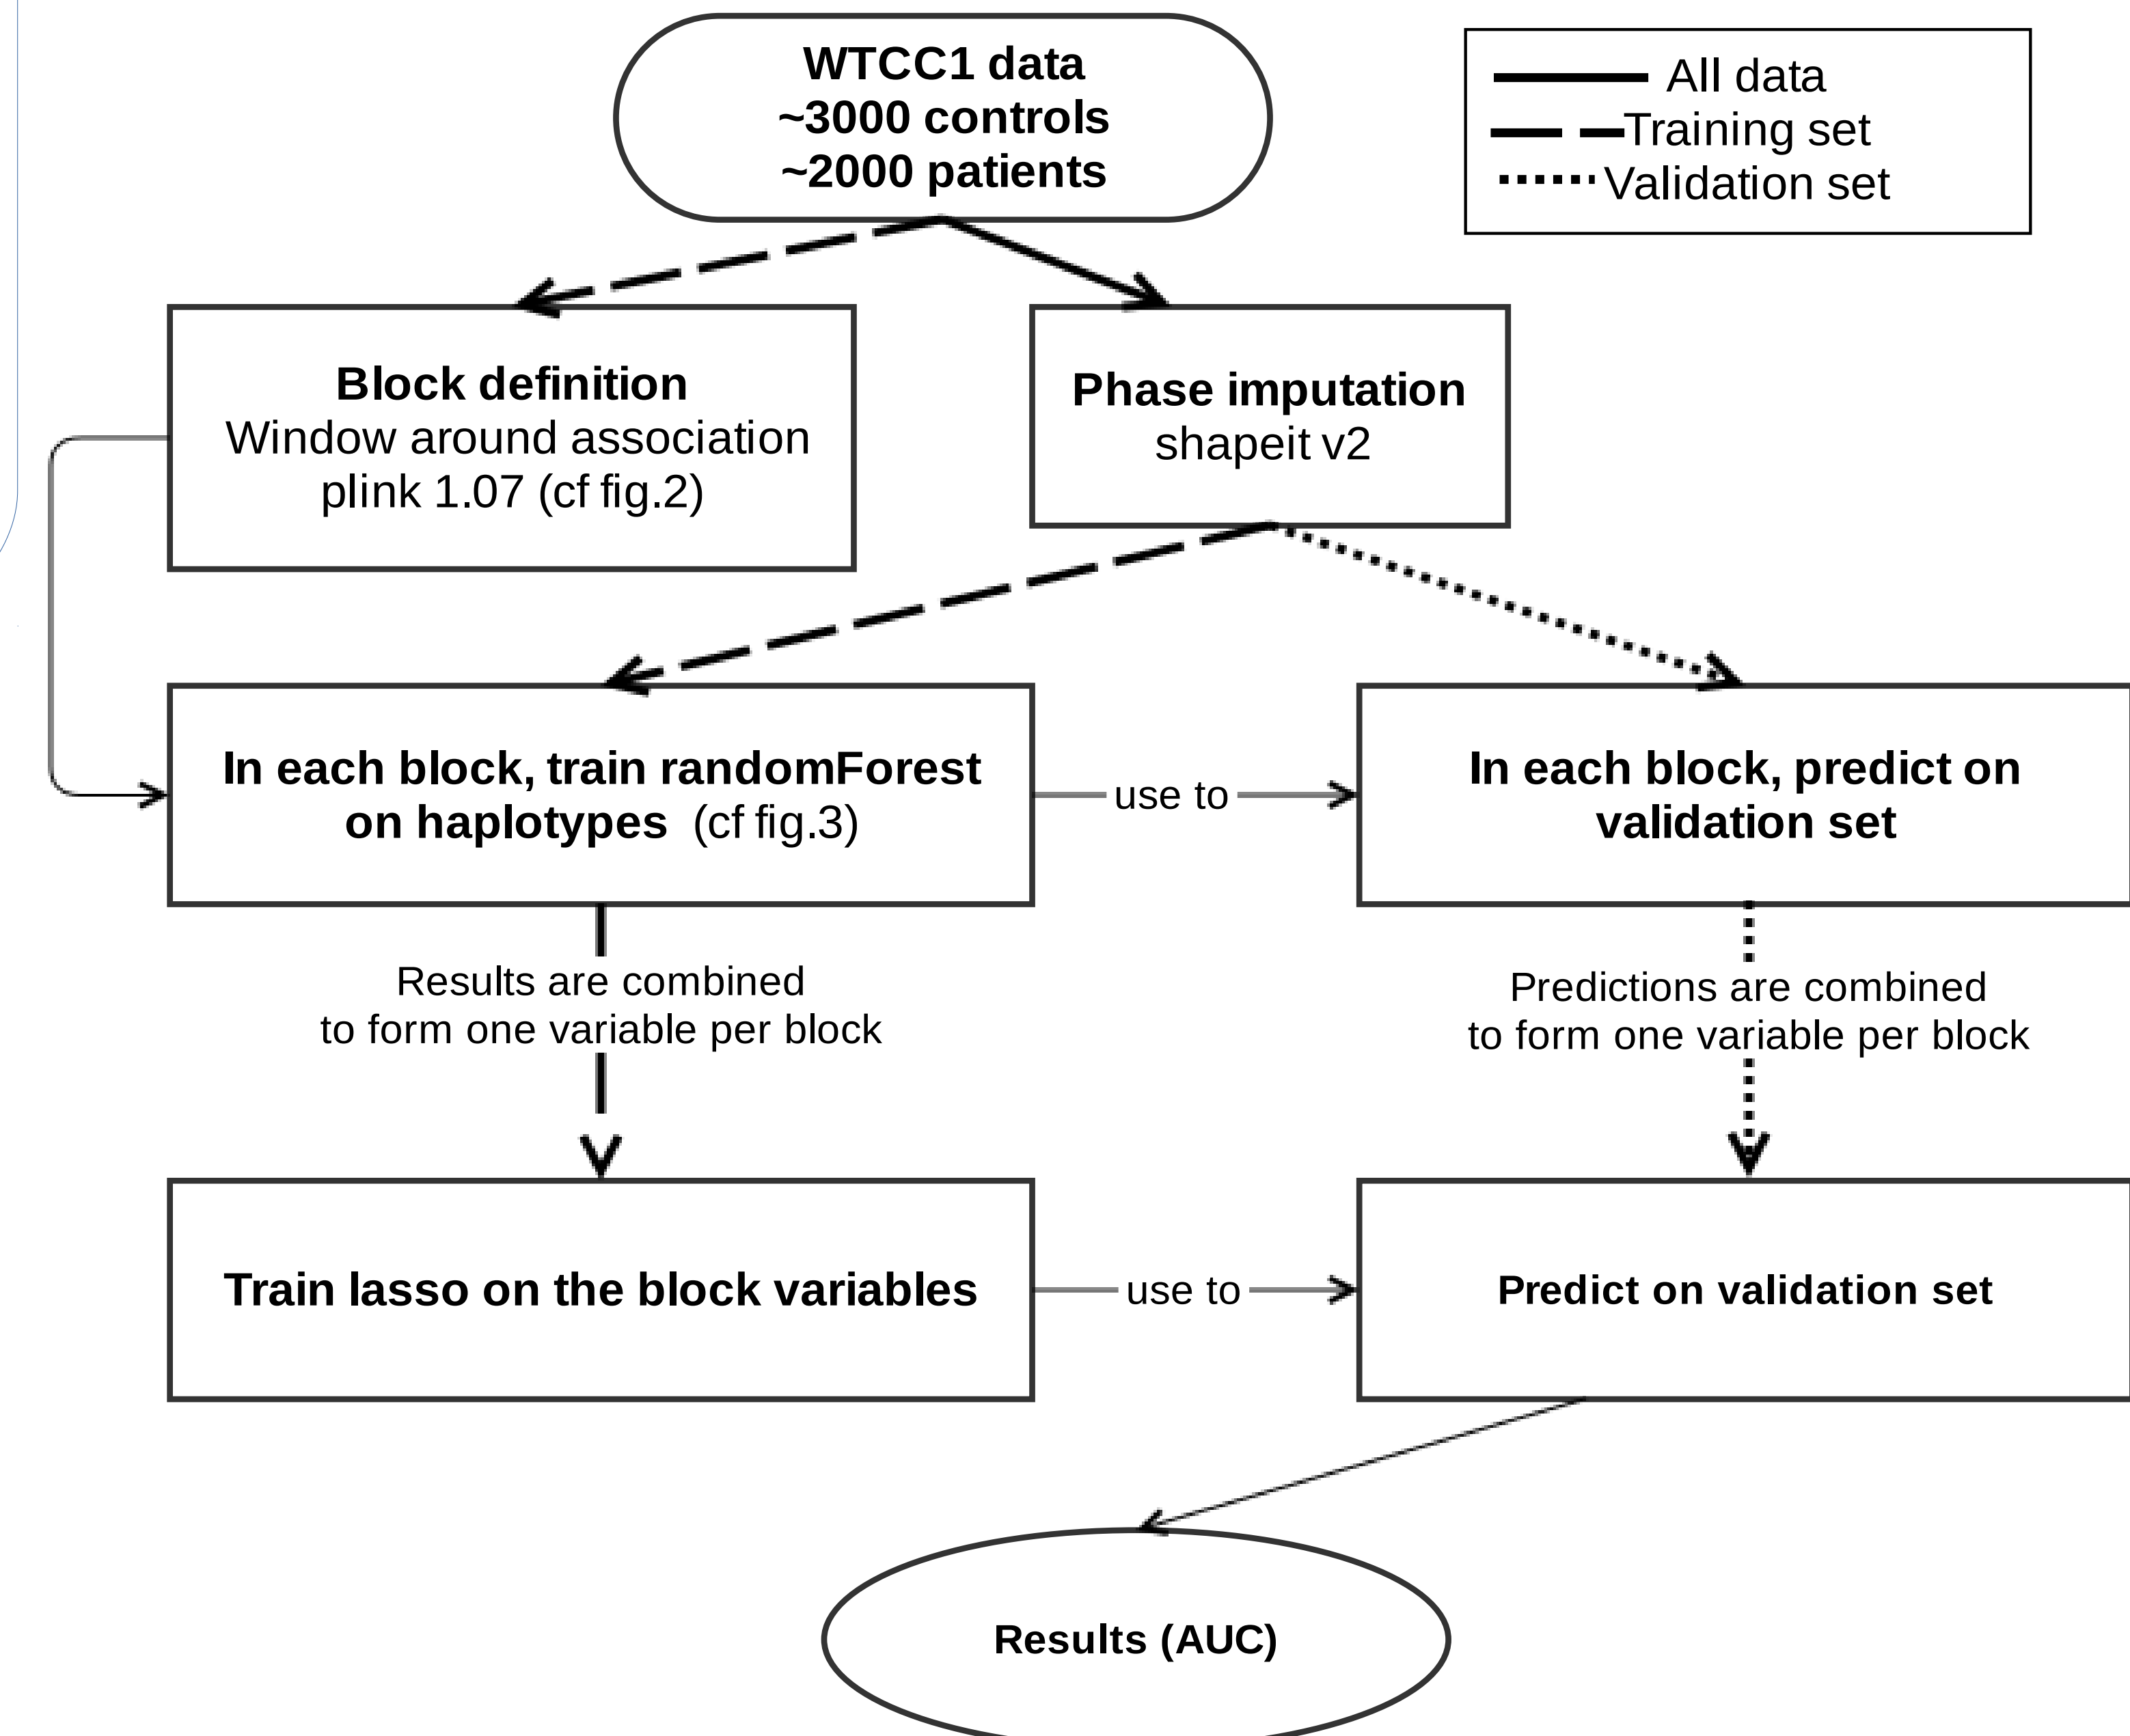 WTCC1 data
~3000 controls
~2000 patients
All data
Training set
Validation set
Block definition
Window around association
plink 1.07 (cf fig.2)
Phase imputation
shapeit v2
In each block, train randomForest
on haplotypes (cf fig.3)
use to
In each block, predict on
validation set
Results are combined
to form one variable per block
Predictions are combined
to form one variable per block
Train lasso on the block variables
use to
Predict on validation set
Results (AUC)